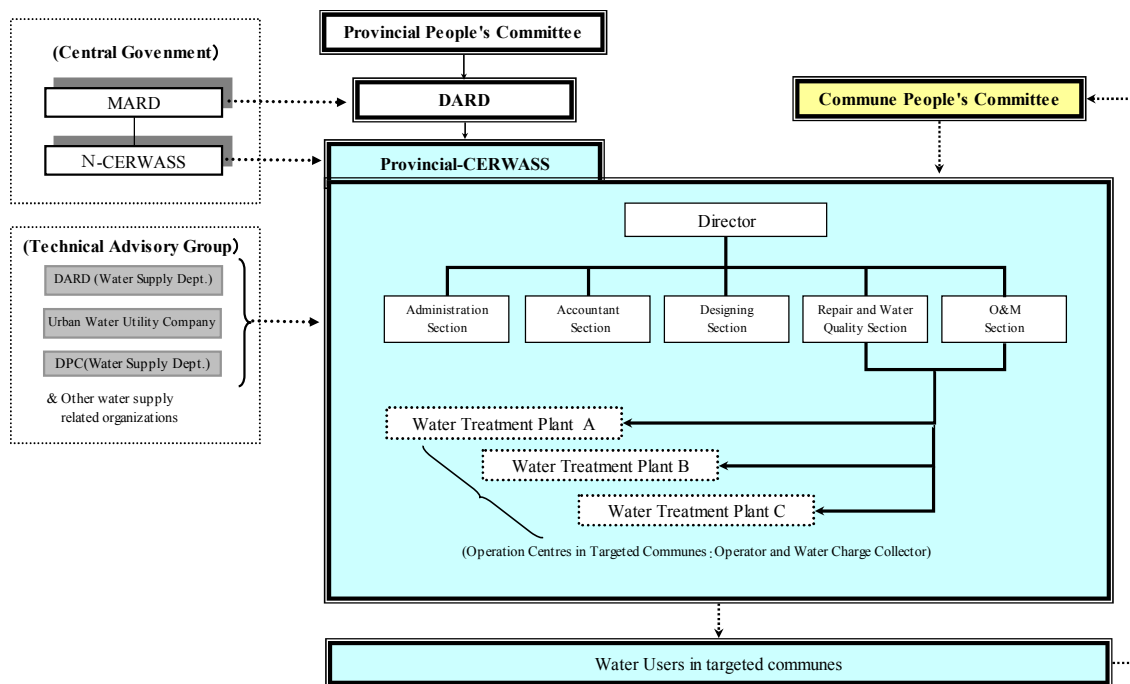 (Central Govenment)
MARD
N-CERWASS
Provincial People's Committee
DARD
Provincial-CERWASS
Commune People's Committee
(Technical Advisory Group)
DARD (Water Supply Dept.)
Urban Water Utility Company
DPC(Water Supply Dept.)
& Other water supply
related organizations
Director
Administration
Section
Accountant
Section
Designing
Section
Repair and Water
Quality Section
O&M
Section
Water Treatment Plant A
Water Treatment Plant B
Water Treatment Plant C
(Operation Centres in Targeted Communes : Operator and Water Charge Collector)
Water Users in targeted communes